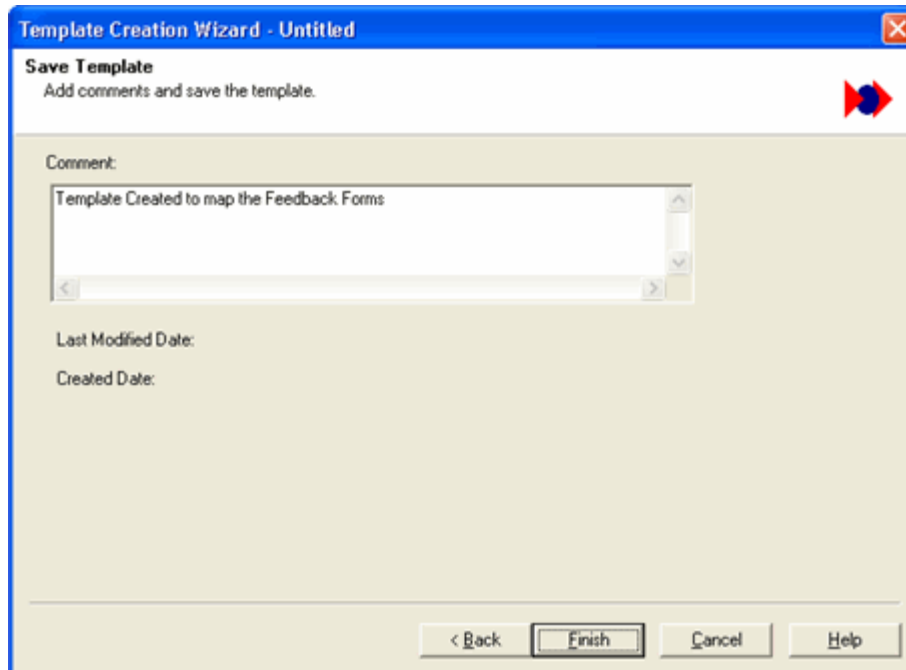 Template Creation Wizard - Untitled
Save Template
Add comments and save the template.
Comment:
Template Created to map the Feedback Forms
Last Modified Date:
Created Date:
< Back Finish Cancel Help